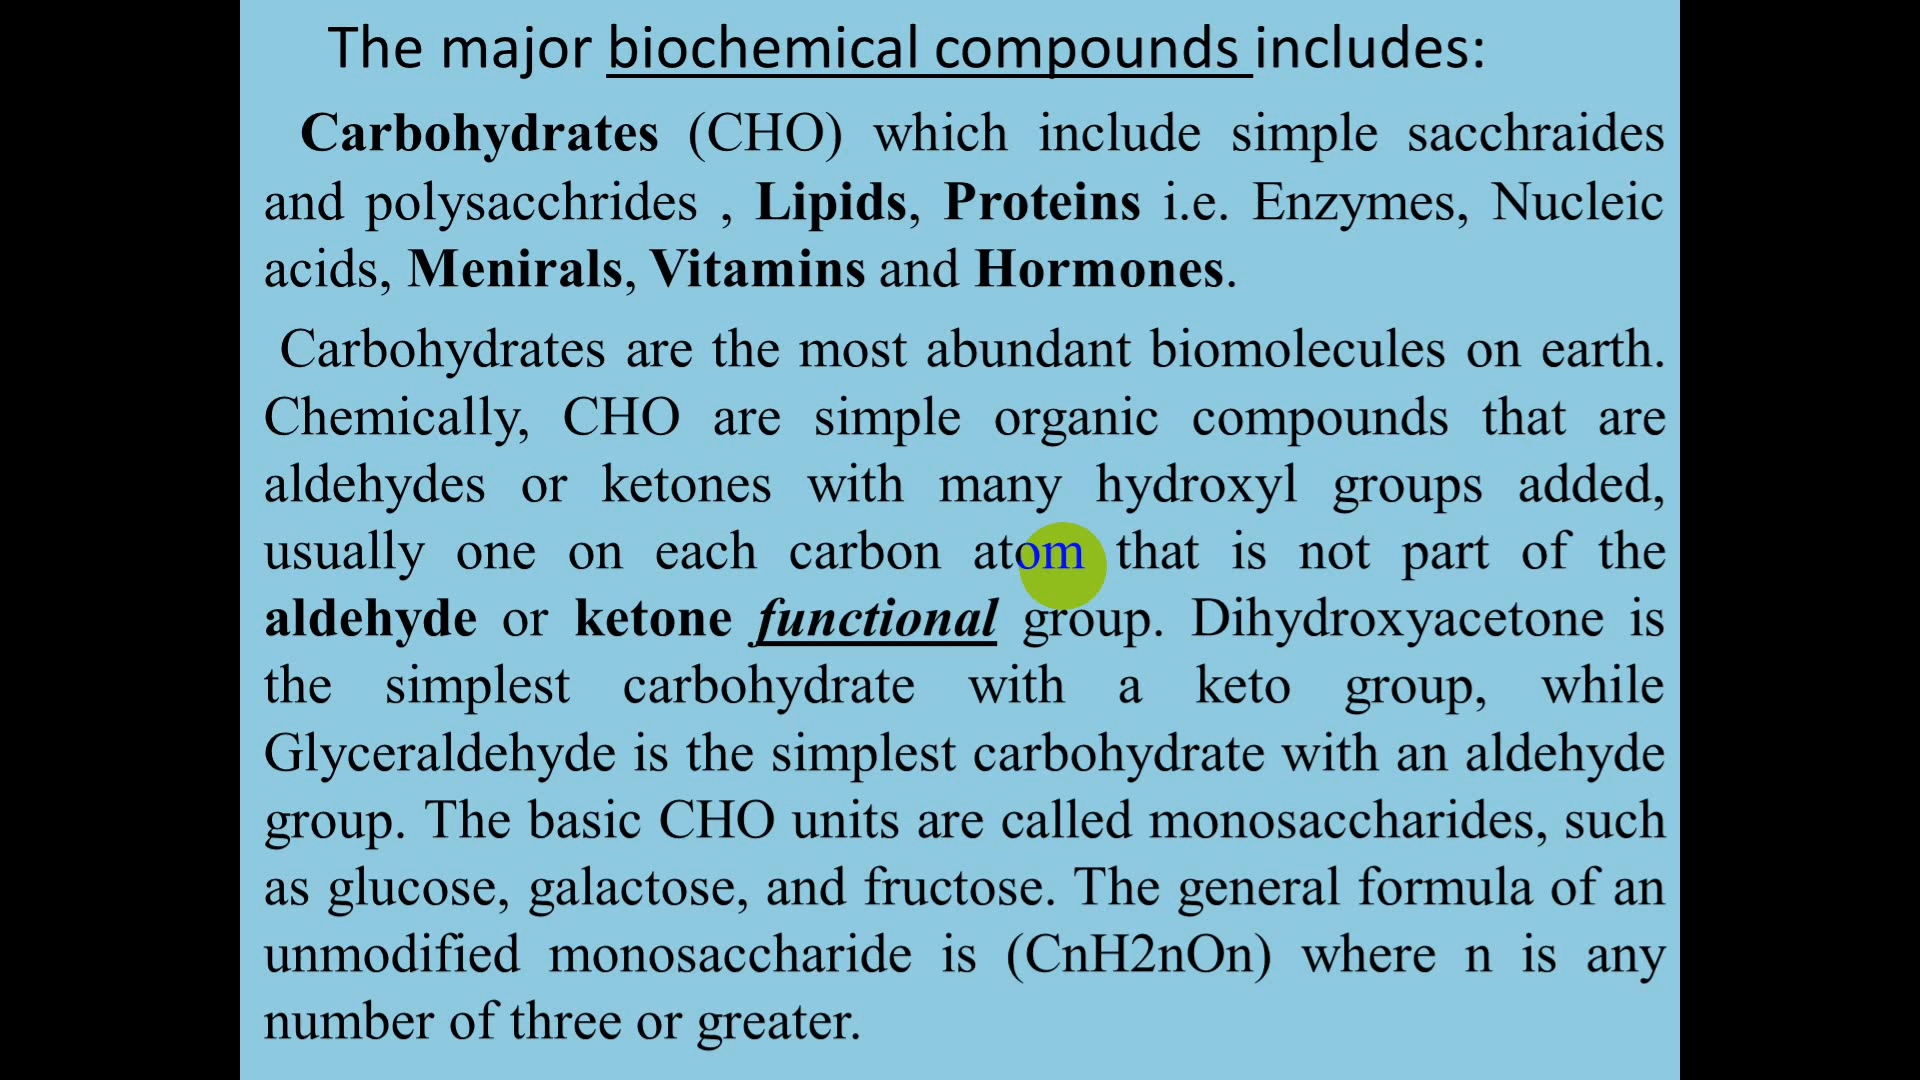 The major biochemical compounds includes:
Carbohydrates (CHO) which include simple sacchraides
and polysacchrides , Lipids, Proteins i.e. Enzymes, Nucleic
acids, Menirals, Vitamins and Hormones.
Carbohydrates are the most abundant biomolecules on earth.
Chemically, CHO are simple organic compounds that are
aldehydes or ketones with many hydroxyl groups added,
usually one on each carbon atom that is not part of the
aldehyde or ketone functional group. Dihydroxyacetone is
the simplest carbohydrate with a keto group, while
Glyceraldehyde is the simplest carbohydrate with an aldehyde
group. The basic CHO units are called monosaccharides, such
as glucose, galactose, and fructose. The general formula of an
unmodified monosaccharide is (CnH2nOn) where n is any
number of three or greater.